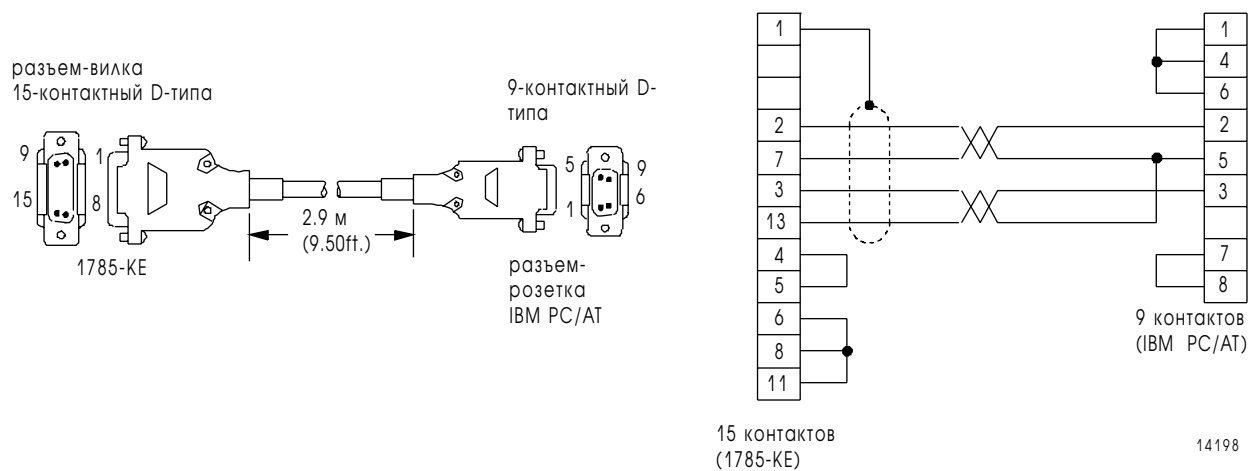 разъем-вилка
15-контактный D-типа
9-контактный D-
типа
9
1
15
8
5
9
1
6
2.9 м
(9.50ft.)
1785-KE
разъем-
розетка
IBM PC/AT
1
2
7
3
13
4
5
6
8
11
15 контактов
(1785-KE)
1
4
6
2
5
3
7
8
9 контактов
(IBM PC/AT)
14198